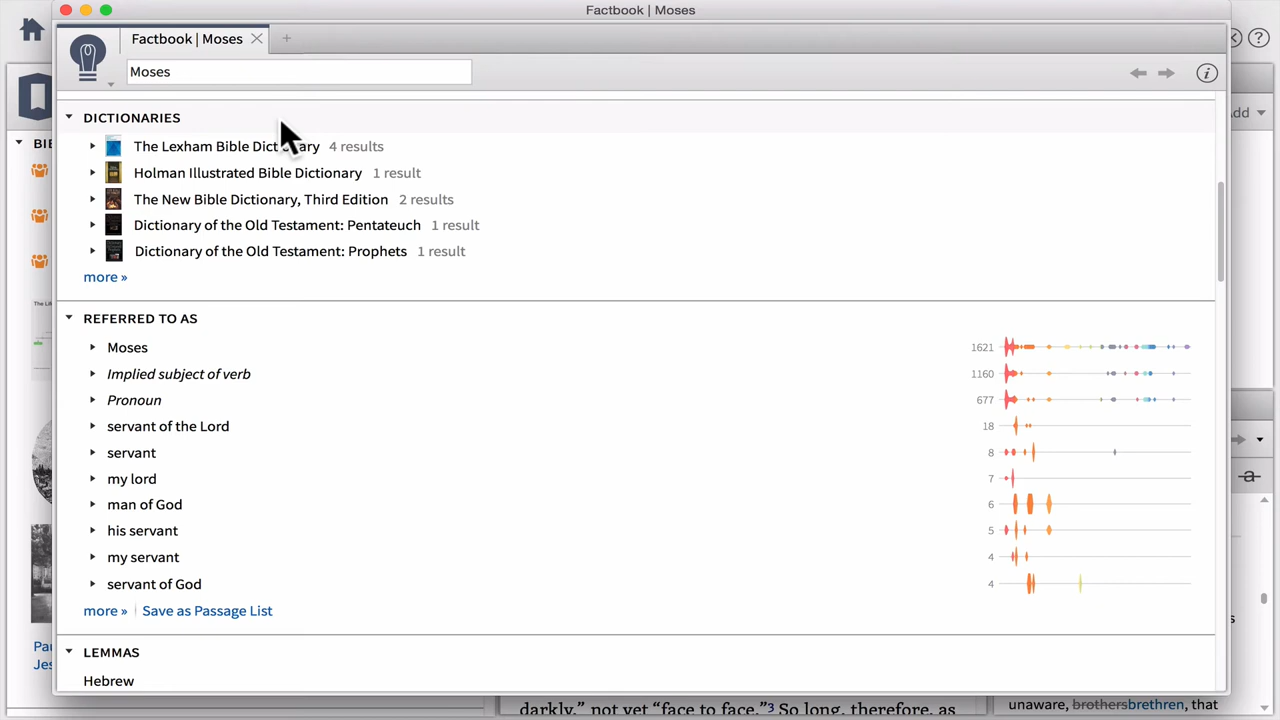 Factbook | Moses
Factbook | Moses
Moses
Add
DICTIONARIES
The Lexham Bible Dictionary 4 results
Holman Illustrated Bible Dictionary 1 result
The New Bible Dictionary, Third Edition 2 results
Dictionary of the Old Testament: Pentateuch 1 result
Dictionary of the Old Testament: Prophets 1 result
more »
REFERRED TO AS
Moses 1621
Implied subject of verb 1160
Pronoun 677
servant of the Lord 18
servant 8
my lord 7
man of God 6
his servant 5
my servant 4
servant of God 4
more » Save as Passage List
LEMMAS
Hebrew
darkly,” not yet “face to face.”3 So long, therefore, as
unaware, brothersbrethren, that